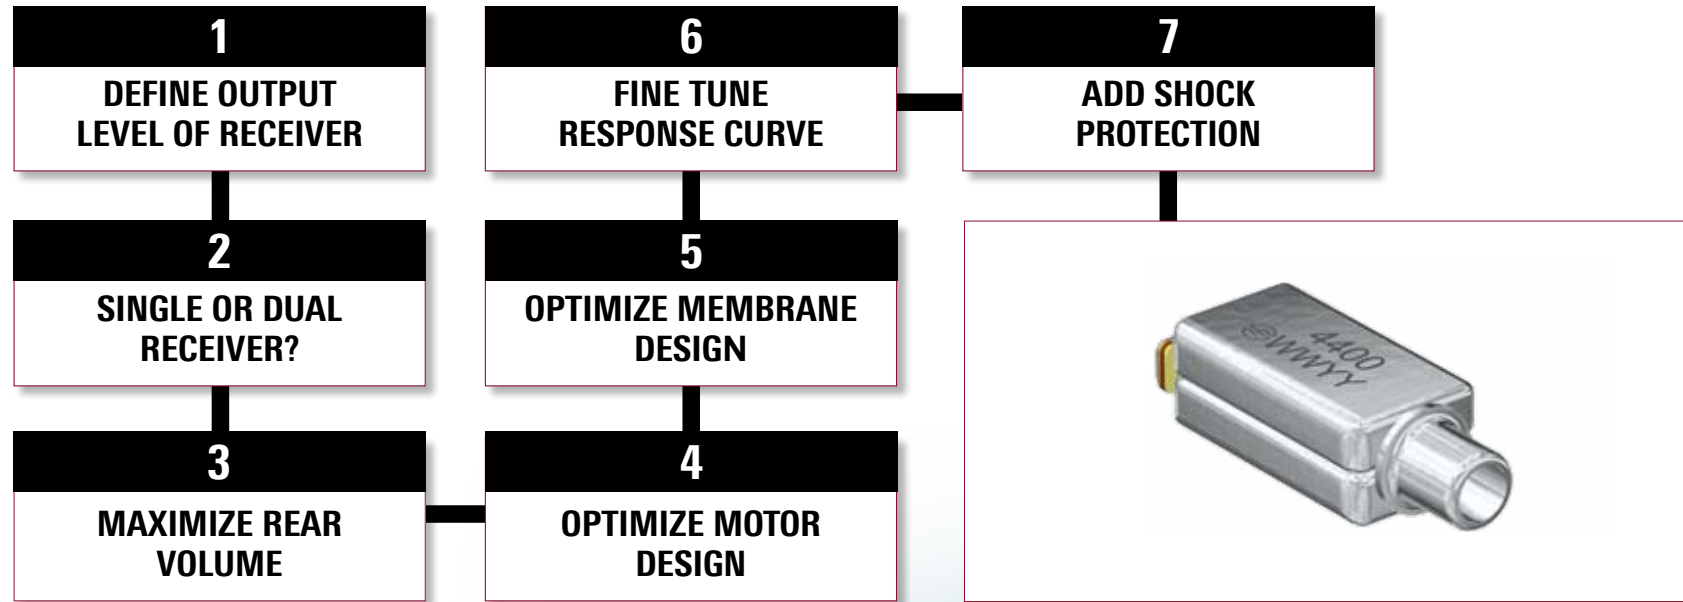 1
DEFINE OUTPUT
LEVEL OF RECEIVER
2
SINGLE OR DUAL
RECEIVER?
3
MAXIMIZE REAR
VOLUME
4
OPTIMIZE MOTOR
DESIGN
5
OPTIMIZE MEMBRANE
DESIGN
6
FINE TUNE
RESPONSE CURVE
7
ADD SHOCK
PROTECTION
4400
WWYY